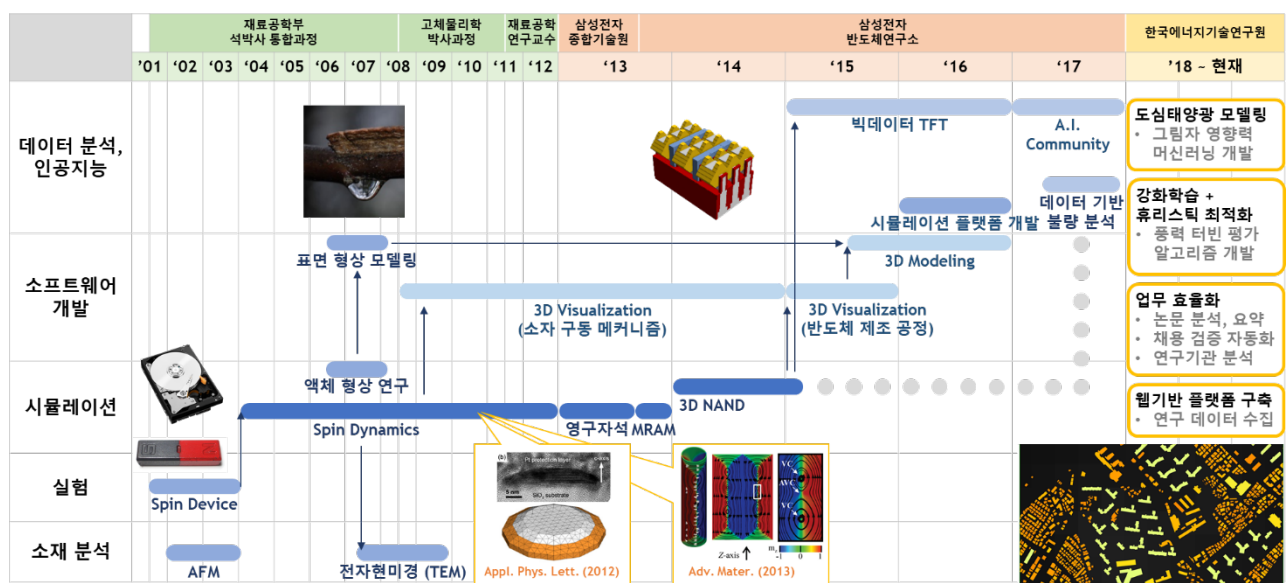 재료공학부
석박사 통합과정
고체물리학
박사과정
재료공학
연구교수
삼성전자
종합기술원
삼성전자
반도체연구소
한국에너지기술연구원
'01 '02 '03 '04 '05 '06 '07 '08 '09 '10 '11 '12 '13 '14 '15 '16 '17 '18 ~ 현재
데이터 분석,
인공지능
빅데이터 TFT
A.I.
Community
데이터 기반
불량 분석
시뮬레이션 플랫폼 개발
도심태양광 모델링
• 그림자 영향력
머신러닝 개발
강화학습 +
휴리스틱 최적화
• 풍력 터빈 평가
알고리즘 개발
소프트웨어
개발
표면 형상 모델링
3D Modeling
3D Visualization
(소자 구동 메커니즘)
3D Visualization
(반도체 제조 공정)
업무 효율화
• 논문 분석, 요약
• 채용 검증 자동화
• 연구기관 분석
시뮬레이션
액체 형상 연구
Spin Dynamics
영구자석
MRAM
3D NAND
웹기반 플랫폼 구축
• 연구 데이터 수집
실험
Spin Device
(b)
Pt protection layer
5 nm
SiO₂ substrate
Appl. Phys. Lett. (2012)
VC
AVC
VC
Z-axis
-1 0 1
Adv. Mater. (2013)
소재 분석
AFM
전자현미경 (TEM)